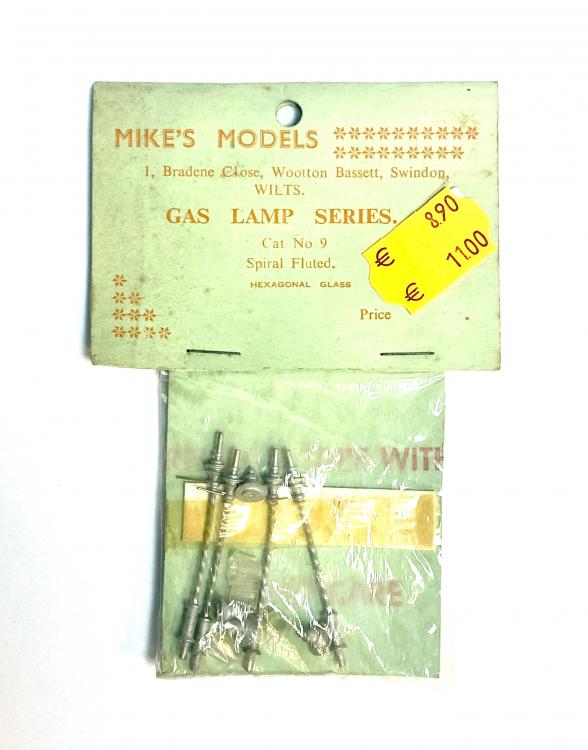 MIKE'S MODELS
1, Bradene Close, Wootton Bassett, Swindon,
WILTS.
GAS LAMP SERIES.
Cat No 9
Spiral Fluted.
HEXAGONAL GLASS
Price
€ 8.90
€ 11.00
WITH